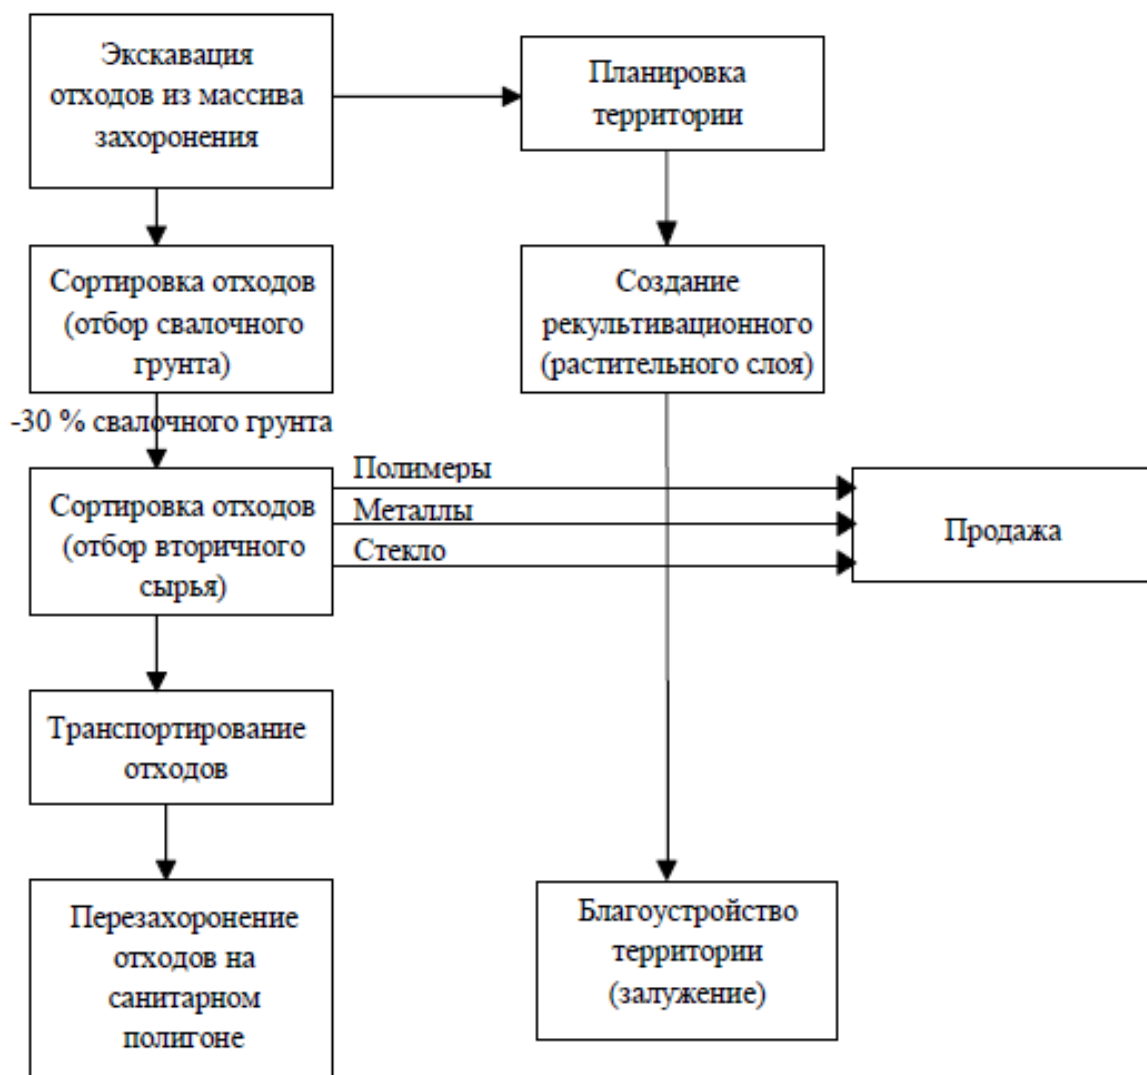 Экскавация
отходов из массива
захоронения
Планировка
территории
Сортировка отходов
(отбор свалочного
грунта)
Создание
рекультивационного
(растительного слоя)
-30 % свалочного грунта
Сортировка отходов
(отбор вторичного
сырья)
Полимеры
Металлы
Стекло
Продажа
Транспортирование
отходов
Перезахоронение
отходов на
санитарном
полигоне
Благоустройство
территории
(залужение)